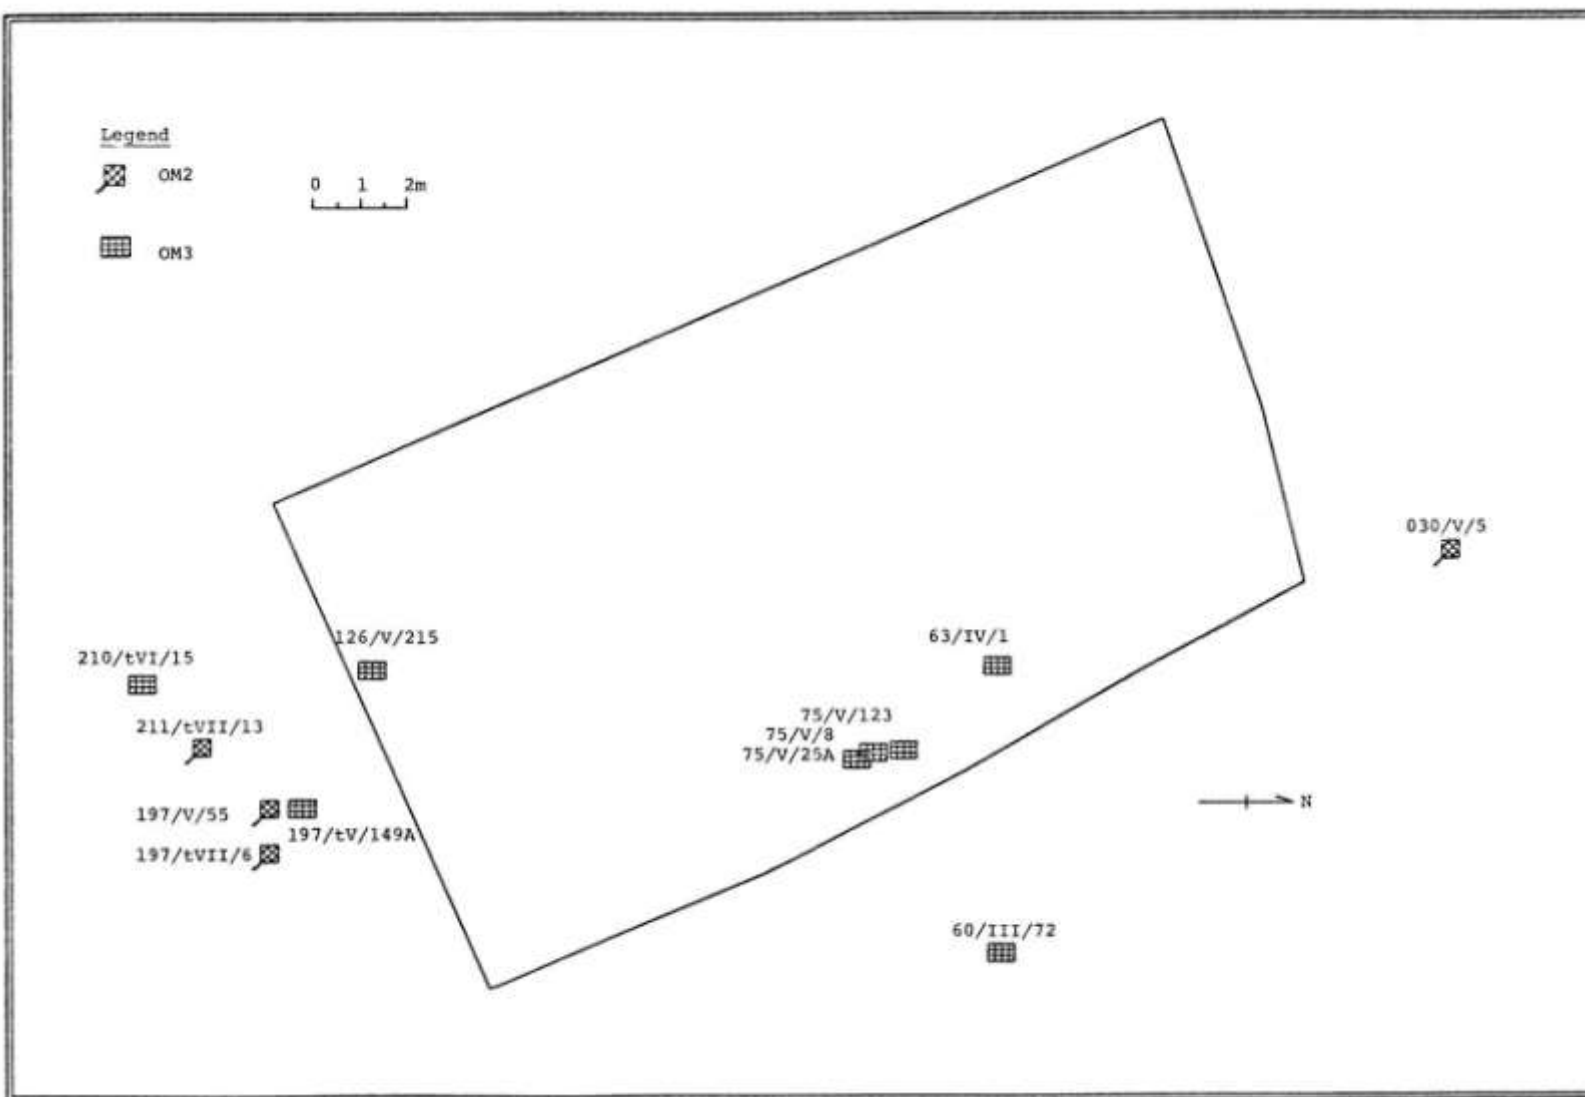 Legend
OM2
0 1 2m
OM3
030/V/5
126/V/215
63/IV/1
210/tVI/15
75/V/123
211/tVII/13
75/V/8
75/V/25A
N
197/V/55
197/tV/149A
197/tVII/6
60/III/72